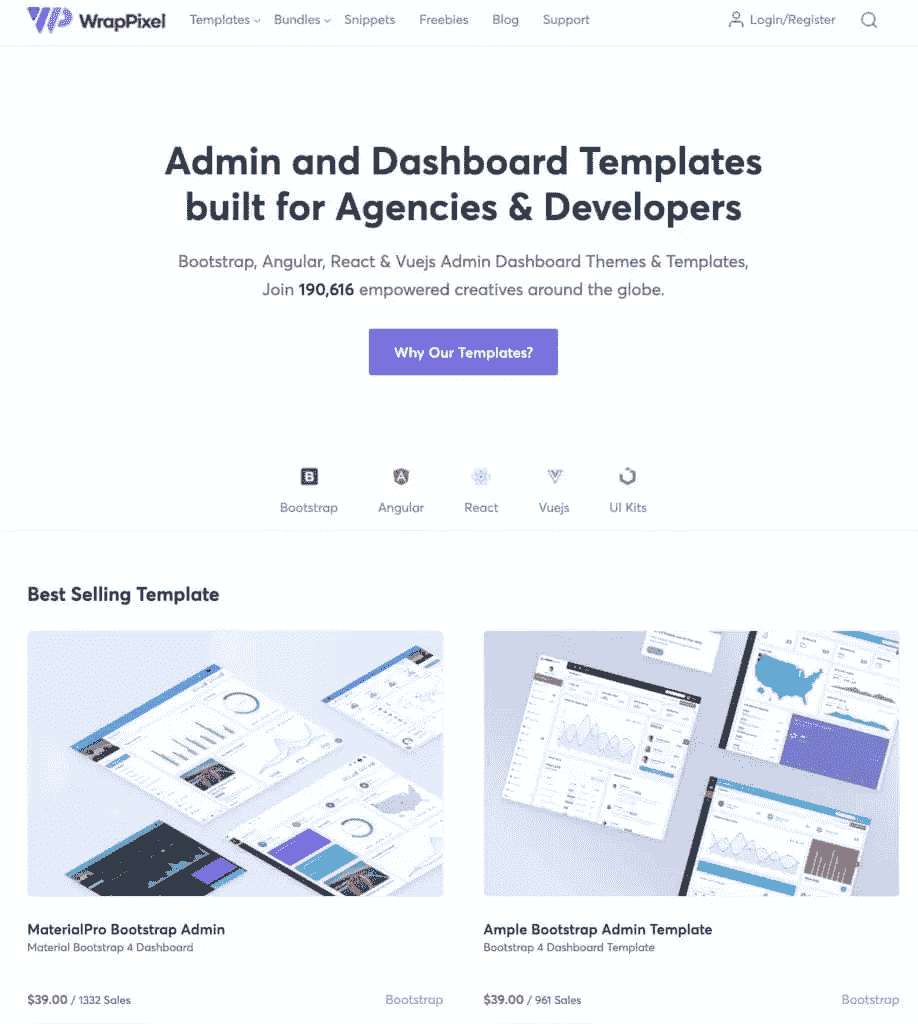 WrapPixel Templates Bundles Snippets Freebies Blog Support Login/Register
Admin and Dashboard Templates
built for Agencies & Developers
Bootstrap, Angular, React & Vuejs Admin Dashboard Themes & Templates,
Join 190,616 empowered creatives around the globe.
Why Our Templates?
Bootstrap Angular React Vuejs UI Kits
Best Selling Template
MaterialPro Bootstrap Admin
Material Bootstrap 4 Dashboard
$39.00 / 1332 Sales Bootstrap
Ample Bootstrap Admin Template
Bootstrap 4 Dashboard Template
$39.00 / 961 Sales Bootstrap